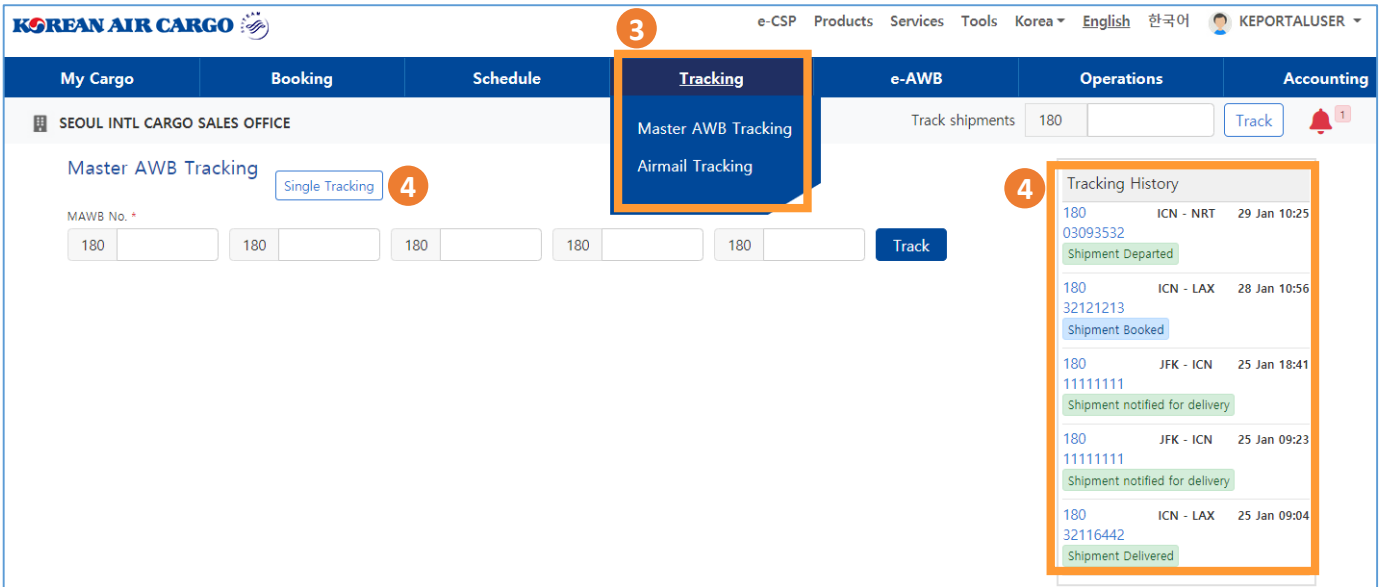 KOREAN AIR CARGO
e-CSP Products Services Tools Korea English 한국어 KEPORTALUSER
3
My Cargo Booking Schedule Tracking e-AWB Operations Accounting
SEOUL INTL CARGO SALES OFFICE
Master AWB Tracking
Airmail Tracking
Track shipments 180 Track 1
Master AWB Tracking Single Tracking 4
MAWB No. *
180 180 180 180 180 Track
4
Tracking History
180 ICN - NRT 29 Jan 10:25
03093532
Shipment Departed
180 ICN - LAX 28 Jan 10:56
32121213
Shipment Booked
180 JFK - ICN 25 Jan 18:41
11111111
Shipment notified for delivery
180 JFK - ICN 25 Jan 09:23
11111111
Shipment notified for delivery
180 ICN - LAX 25 Jan 09:04
32116442
Shipment Delivered